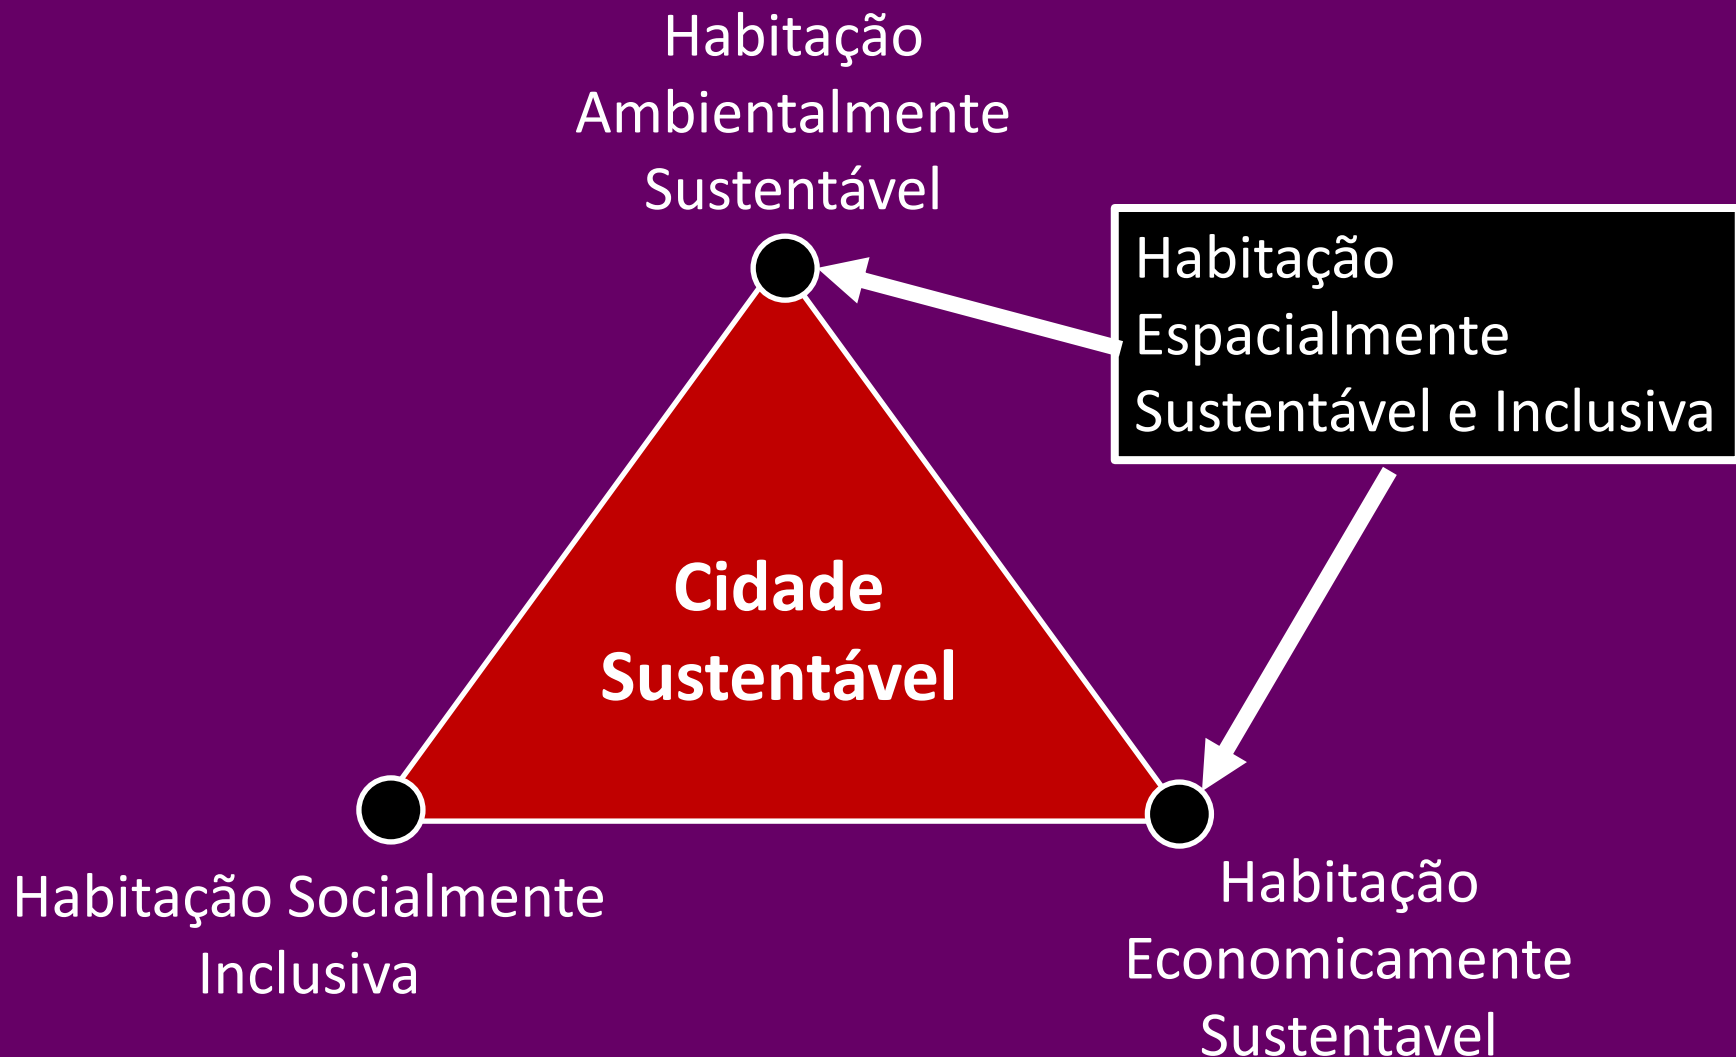 Habitação
Ambientalmente
Sustentável
Habitação
Espacialmente
Sustentável e Inclusiva
Cidade
Sustentável
Habitação Socialmente
Inclusiva
Habitação
Economicamente
Sustentavel